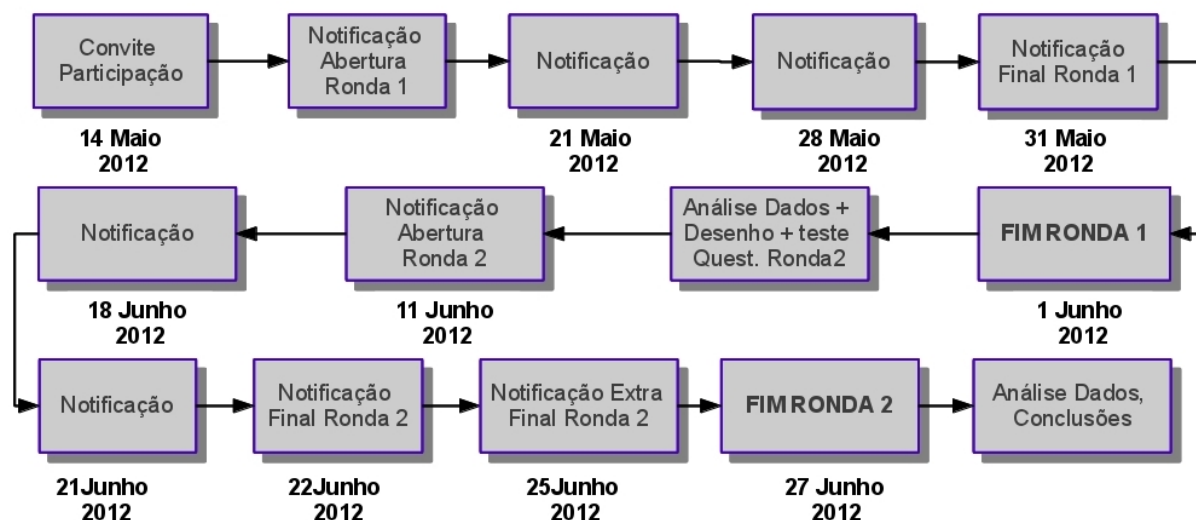 Convite
Participação
Notificação
Abertura
Ronda 1
Notificação
Notificação
Notificação
Final Ronda 1
14 Maio
2012
21 Maio
2012
28 Maio
2012
31 Maio
2012
FIM RONDA 1
Análise Dados +
Desenho + teste
Quest. Ronda2
Notificação
Abertura
Ronda 2
Notificação
1 Junho
2012
11 Junho
2012
18 Junho
2012
Notificação
Notificação
Final Ronda 2
Notificação Extra
Final Ronda 2
FIM RONDA 2
Análise Dados,
Conclusões
21Junho
2012
22Junho
2012
25Junho
2012
27 Junho
2012